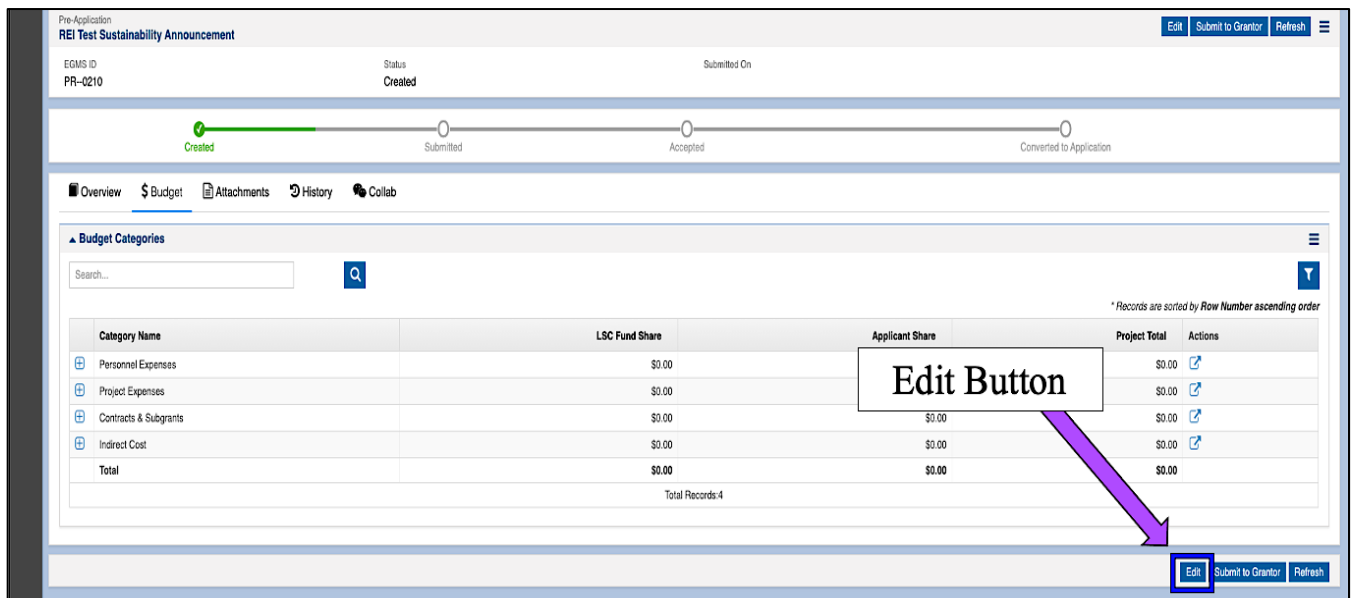 Pre-Application
REI Test Sustainability Announcement
Edit Submit to Grantor Refresh
EGMS ID Status Submitted On
PR--0210 Created
Created Submitted Accepted Converted to Application
Overview $ Budget Attachments History Collab
Budget Categories
Search...
* Records are sorted by Row Number ascending order
Category Name LSC Fund Share Applicant Share Project Total Actions
Personnel Expenses $0.00 $0.00
Project Expenses $0.00 $0.00
Contracts & Subgrants $0.00 $0.00 $0.00
Indirect Cost $0.00 $0.00 $0.00
Total $0.00 $0.00 $0.00
Total Records:4
Edit Button
Edit Submit to Grantor Refresh